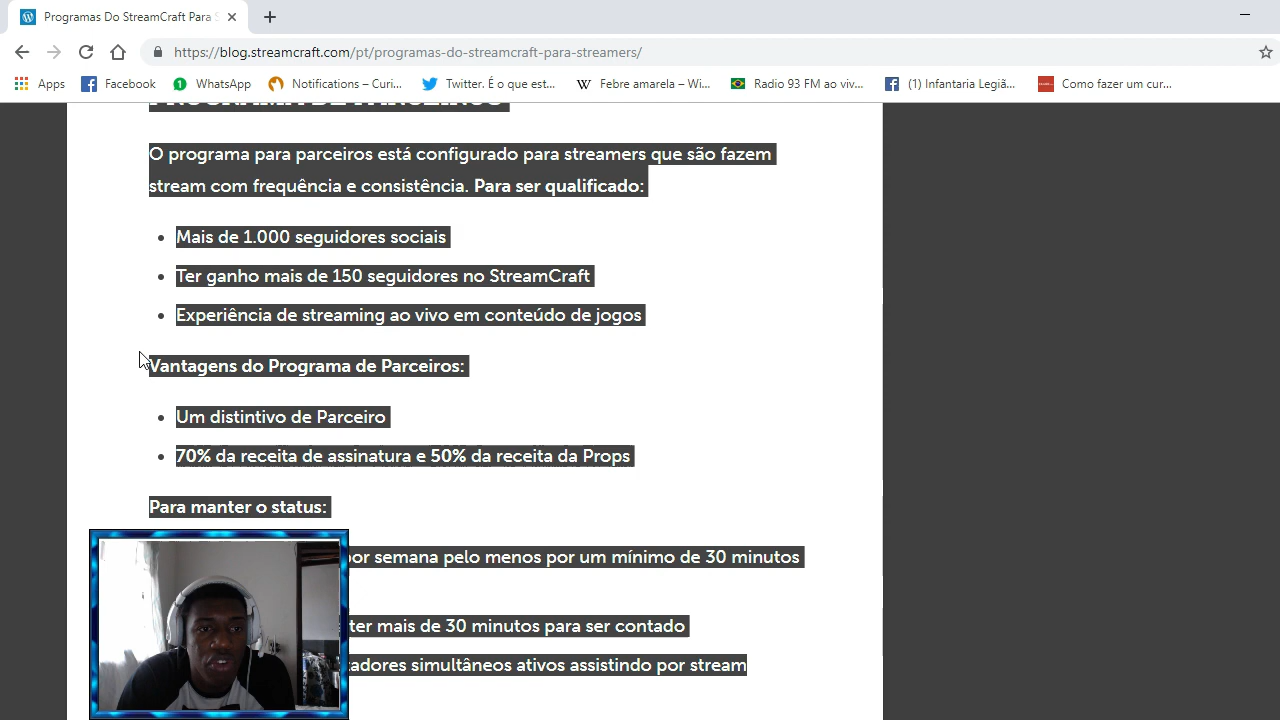 Programas Do StreamCraft Para S
https://blog.streamcraft.com/pt/programas-do-streamcraft-para-streamers/
Apps Facebook WhatsApp Notifications – Curi... Twitter. É o que est... Febre amarela – Wi... Radio 93 FM ao viv... (1) Infantaria Legiã... Como fazer um cur...
PROGRAMA DE PARCEIROS
O programa para parceiros está configurado para streamers que são fazem
stream com frequência e consistência. Para ser qualificado:
Mais de 1.000 seguidores sociais
Ter ganho mais de 150 seguidores no StreamCraft
Experiência de streaming ao vivo em conteúdo de jogos
Vantagens do Programa de Parceiros:
Um distintivo de Parceiro
70% da receita de assinatura e 50% da receita da Props
Para manter o status:
por semana pelo menos por um mínimo de 30 minutos
ter mais de 30 minutos para ser contado
tadores simultâneos ativos assistindo por stream